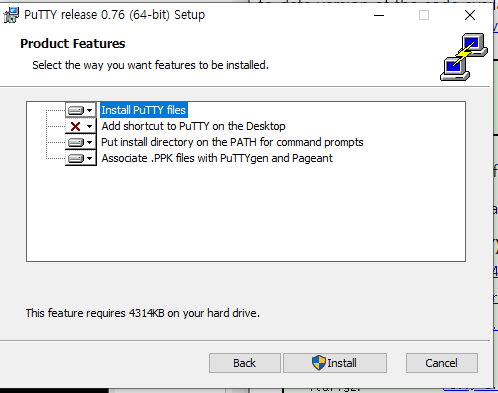 PuTTY release 0.76 (64-bit) Setup
Product Features
Select the way you want features to be installed.
Install PuTTY files
Add shortcut to PuTTY on the Desktop
Put install directory on the PATH for command prompts
Associate .PPK files with PuTTYgen and Pageant
This feature requires 4314KB on your hard drive.
Back
Install
Cancel